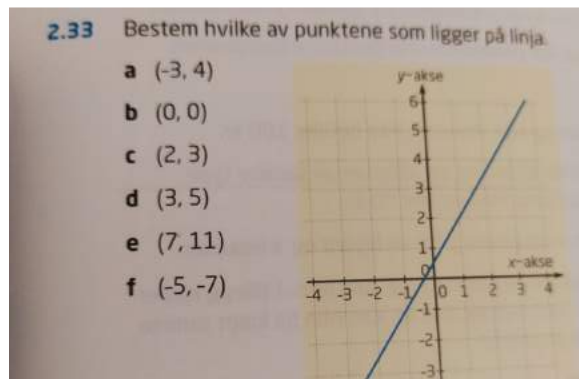 2.33 Bestem hvilke av punktene som ligger på linja.
a (-3, 4)
b (0, 0)
c (2, 3)
d (3, 5)
e (7, 11)
f (-5, -7)
y-akse
6
5
4
3
2
1
x-akse
0
-4 -3 -2 -1 0 1 2 3 4
-1
-2
-3